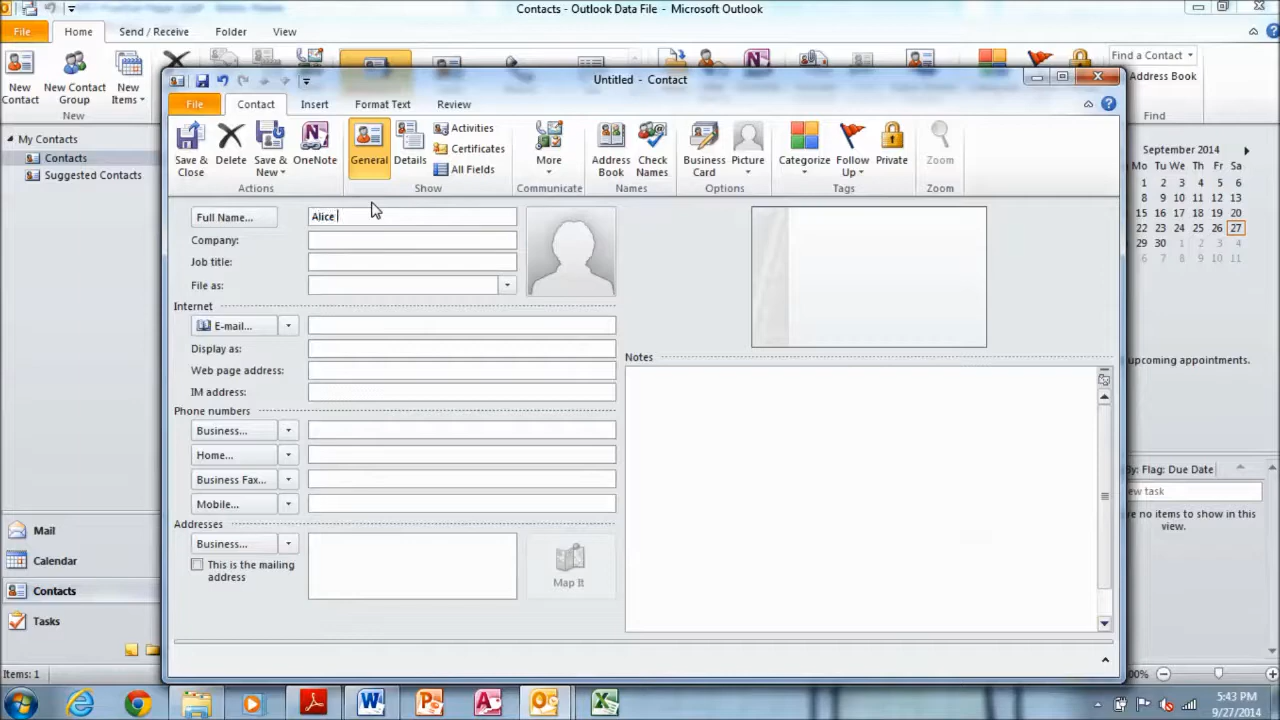 Contacts - Outlook Data File - Microsoft Outlook
File Home Send / Receive Folder View
New Contact
New Contact Group
New Items
New
Find a Contact
Address Book
Find
Untitled - Contact
File Contact Insert Format Text Review
Save & Close
Delete
Save & New
OneNote
General
Details
Activities
Certificates
All Fields
More
Address Book
Check Names
Business Card
Picture
Categorize
Follow Up
Private
Zoom
Actions Show Communicate Names Options Tags Zoom
My Contacts
Contacts
Suggested Contacts
Full Name... Alice
Company:
Job title:
File as:
Internet
E-mail...
Display as:
Web page address:
IM address:
Phone numbers
Business...
Home...
Business Fax...
Mobile...
Addresses
Business...
This is the mailing address
Map It
Notes
September 2014
Mo Tu We Th Fr Sa
1 2 3 4 5 6
8 9 10 11 12 13
15 16 17 18 19 20
22 23 24 25 26 27
29 30 1 2 3 4
6 7 8 9 10 11
upcoming appointments.
By: Flag: Due Date
ew task
re no items to show in this
view.
Mail
Calendar
Contacts
Tasks
Items: 1
00%
5:43 PM
9/27/2014